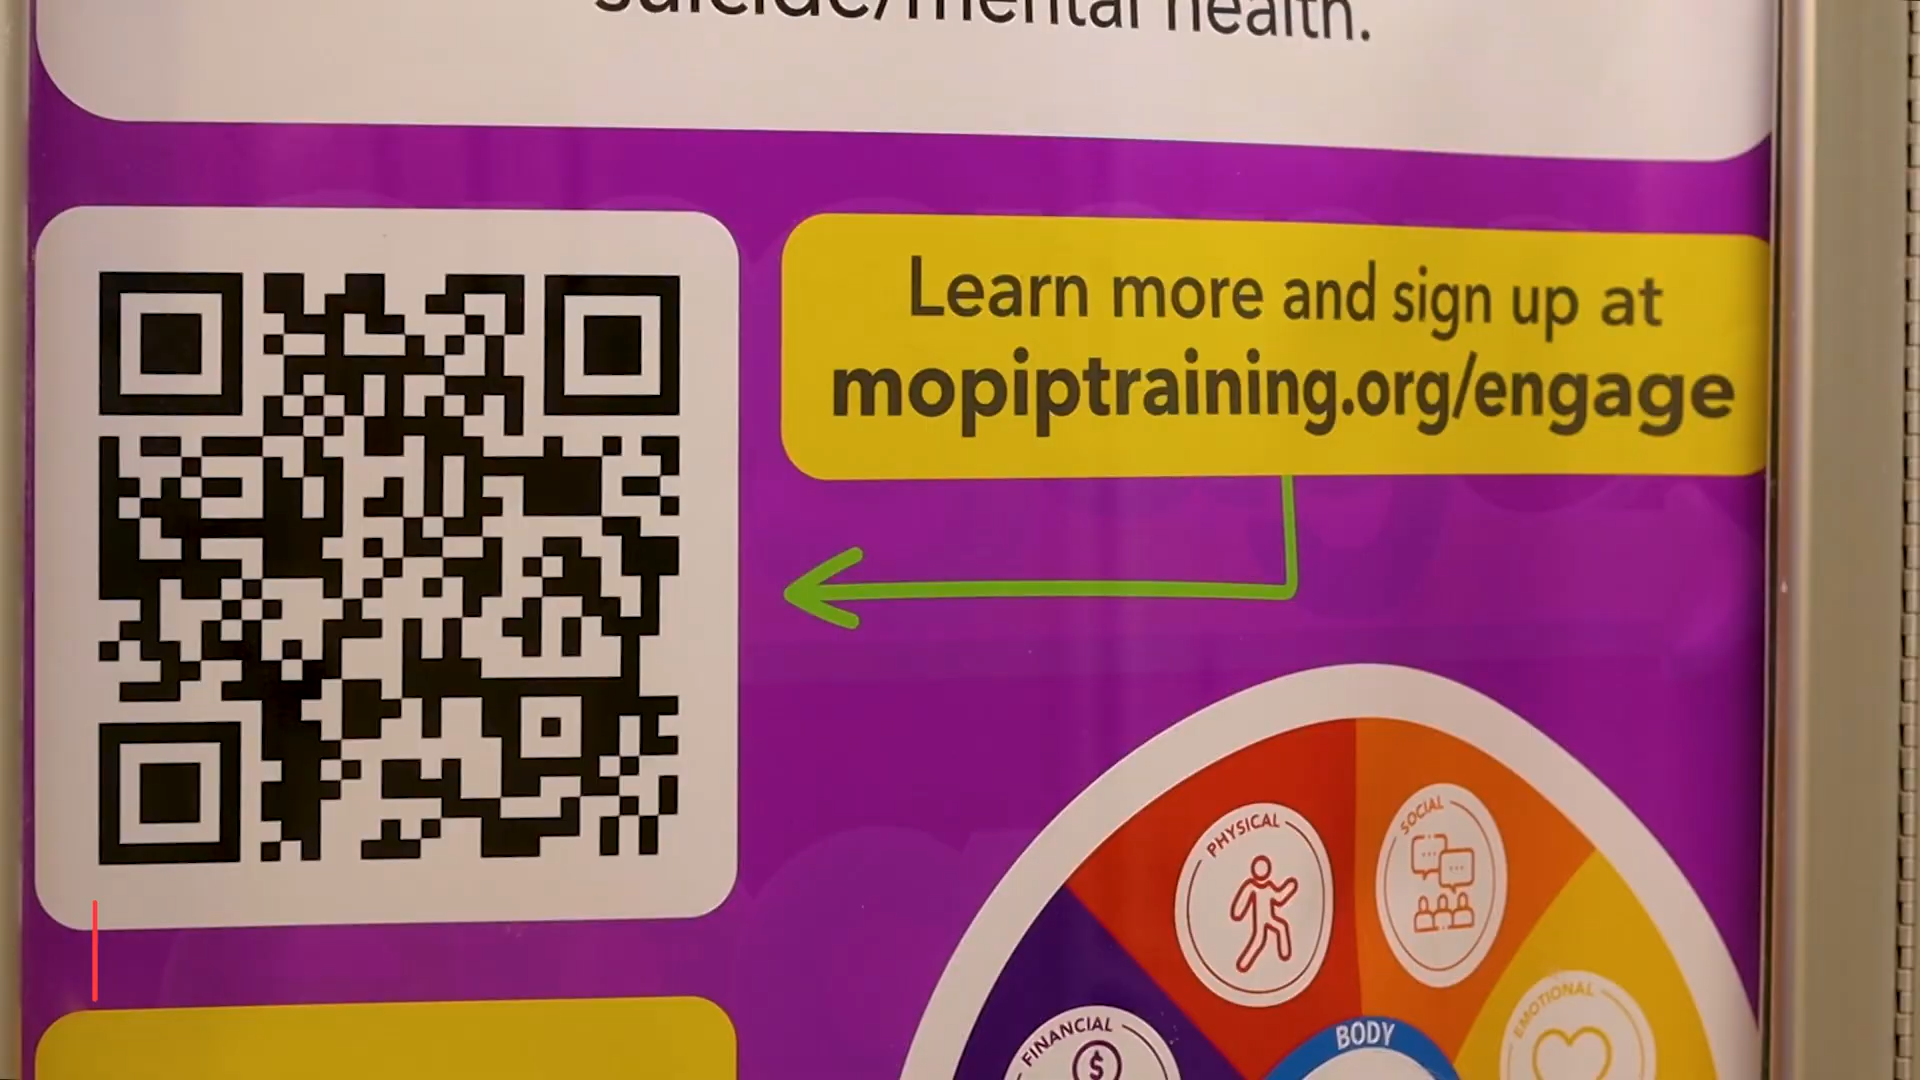 suicide/mental health.
Learn more and sign up at
mopiptraining.org/engage
PHYSICAL
SOCIAL
EMOTIONAL
FINANCIAL
$
BODY